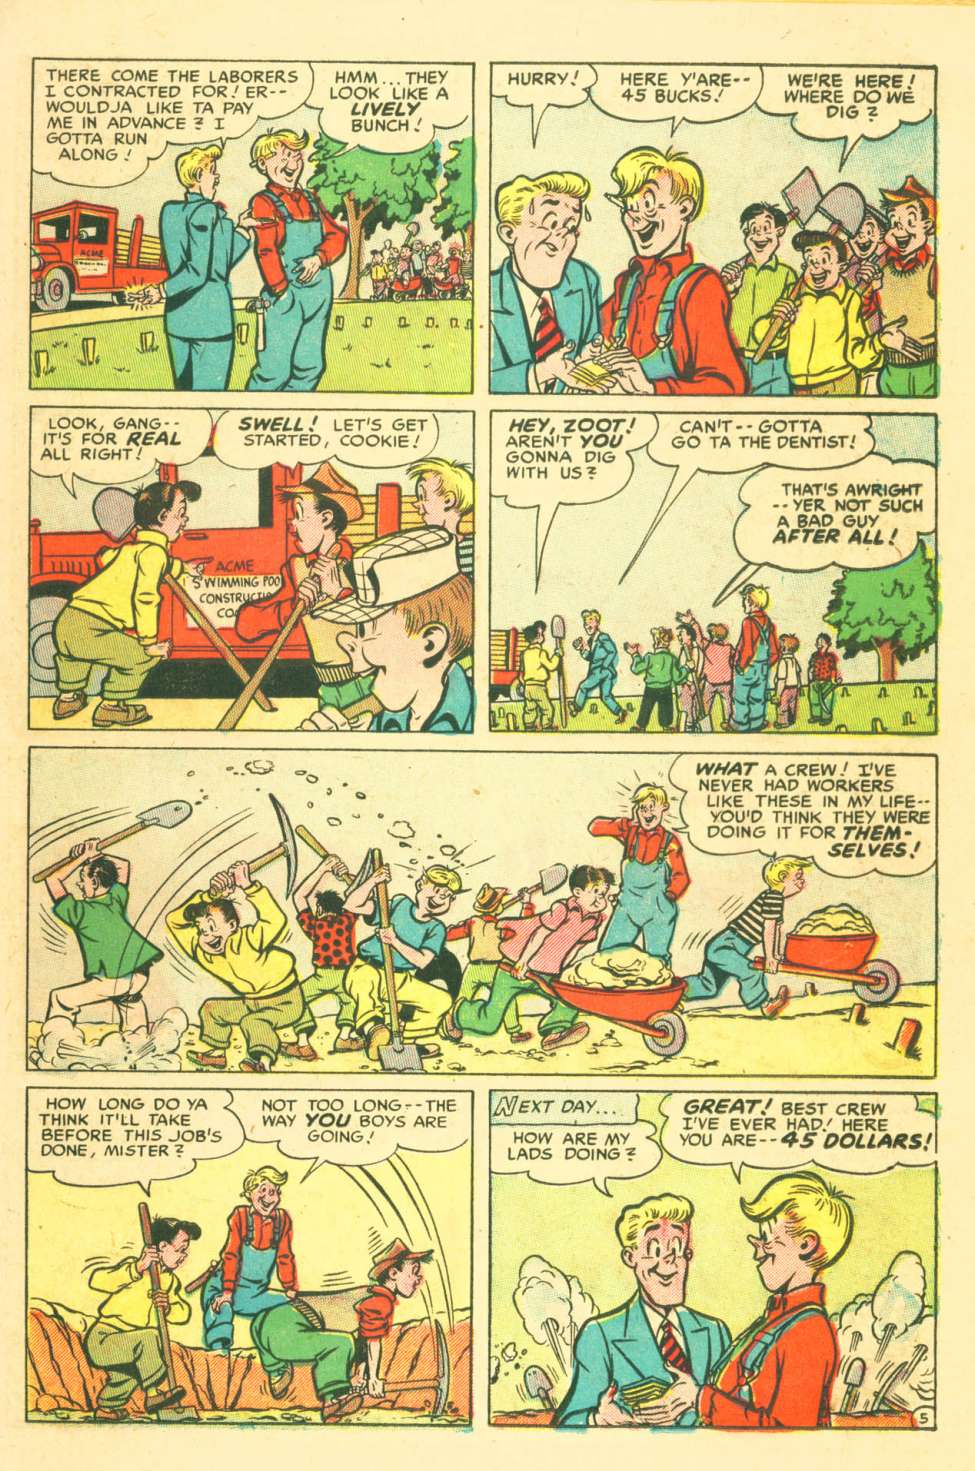 THERE COME THE LABORERS
I CONTRACTED FOR! ER--
WOULDJA LIKE TA PAY
ME IN ADVANCE? I
GOTTA RUN
ALONG!
HMM...THEY
LOOK LIKE A
LIVELY
BUNCH!
ACME
HURRY!
HERE Y'ARE--
45 BUCKS!
WE'RE HERE!
WHERE DO WE
DIG?
LOOK, GANG--
IT'S FOR REAL
ALL RIGHT!
SWELL! LET'S GET
STARTED, COOKIE!
ACME
SWIMMING POO
CONSTRUCTIO
CO
HEY, ZOOT!
AREN'T YOU
GONNA DIG
WITH US?
CAN'T--GOTTA
GO TA THE DENTIST!
THAT'S AWRIGHT
--YER NOT SUCH
A BAD GUY
AFTER ALL!
WHAT A CREW! I'VE
NEVER HAD WORKERS
LIKE THESE IN MY LIFE--
YOU'D THINK THEY WERE
DOING IT FOR THEM-
SELVES!
HOW LONG DO YA
THINK IT'LL TAKE
BEFORE THIS JOB'S
DONE, MISTER?
NOT TOO LONG--THE
WAY YOU BOYS ARE
GOING!
NEXT DAY...
HOW ARE MY
LADS DOING?
GREAT! BEST CREW
I'VE EVER HAD! HERE
YOU ARE--45 DOLLARS!
5